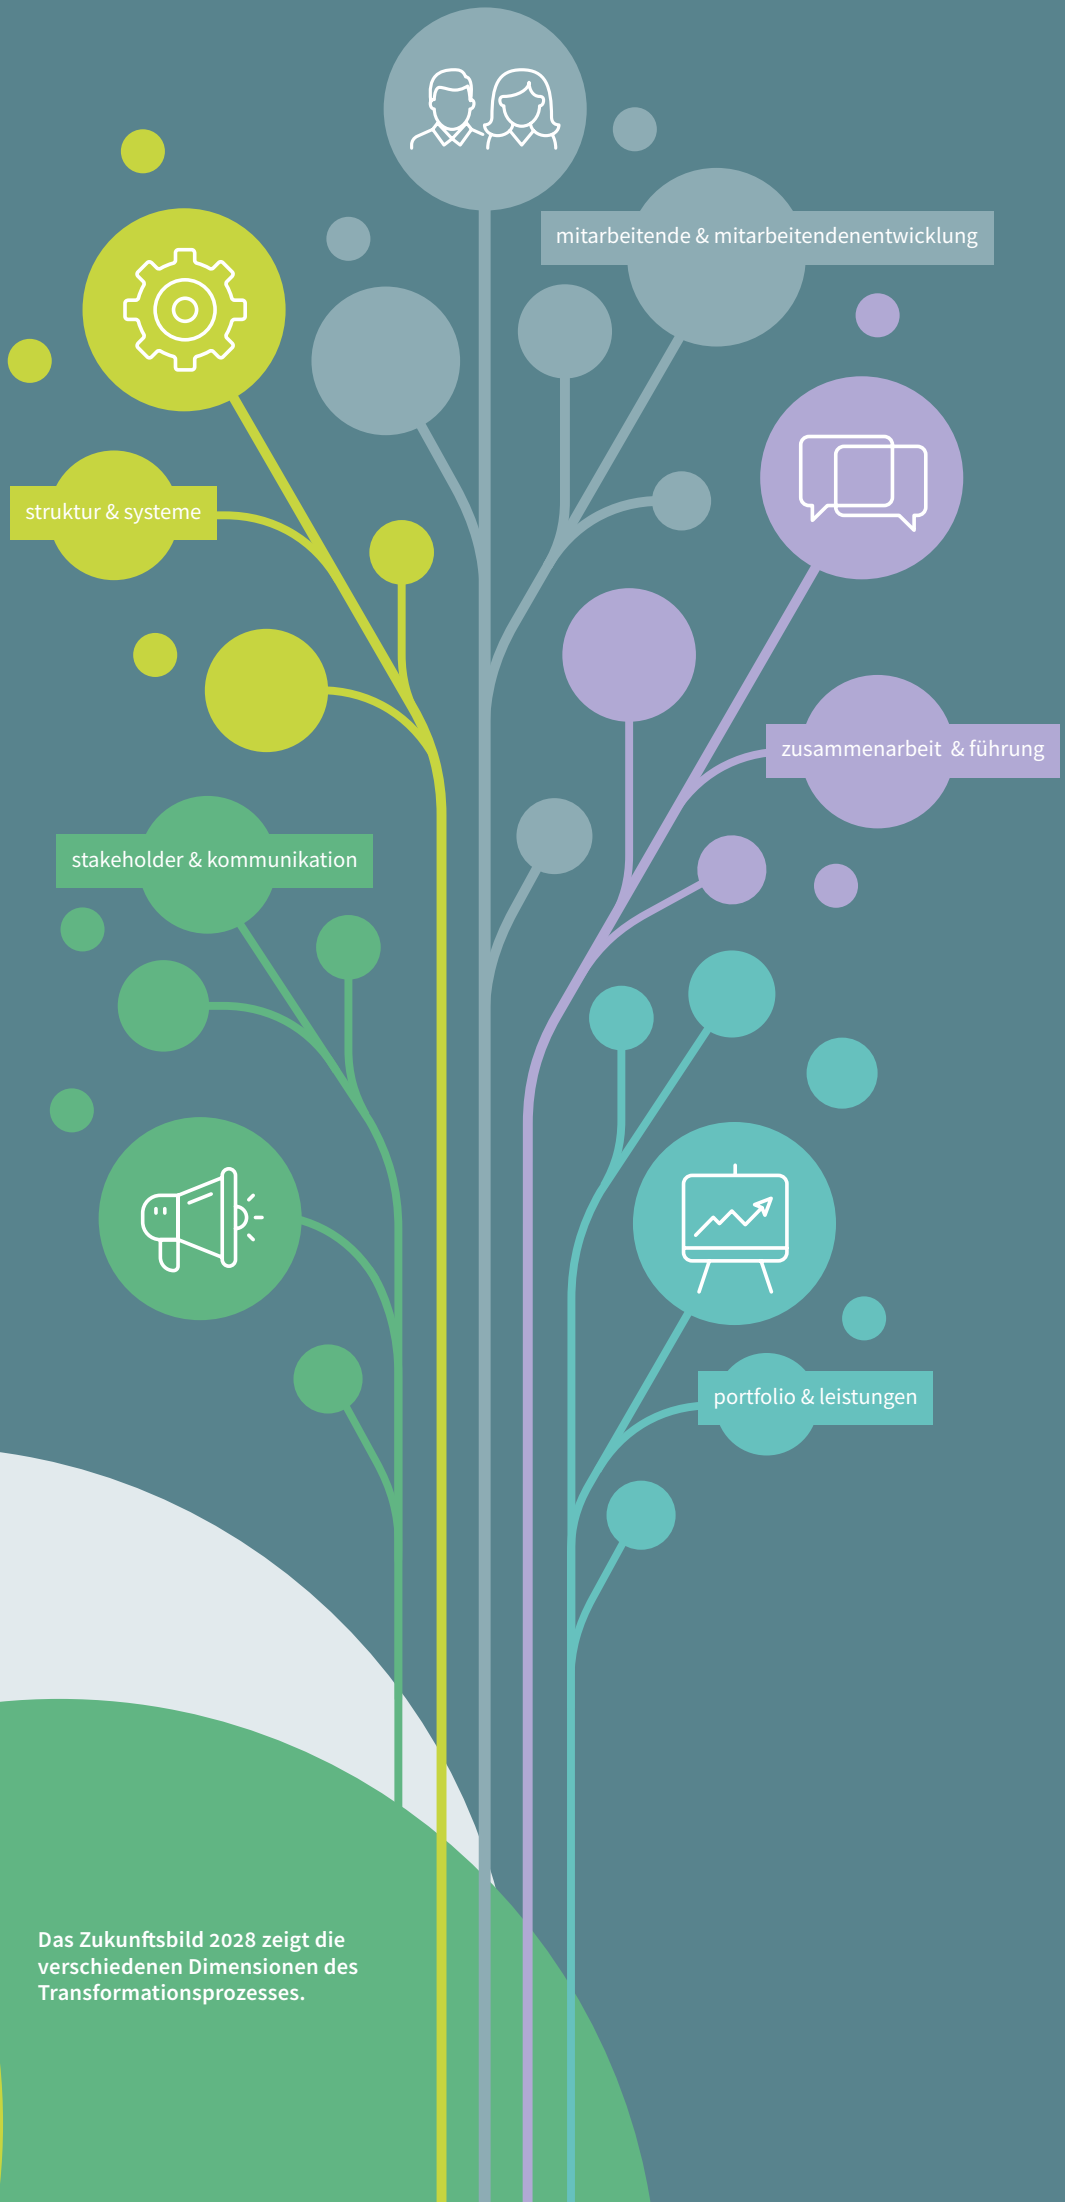 mitarbeitende & mitarbeitendenentwicklung
struktur & systeme
zusammenarbeit & führung
stakeholder & kommunikation
portfolio & leistungen
Das Zukunftsbild 2028 zeigt die
verschiedenen Dimensionen des
Transformationsprozesses.